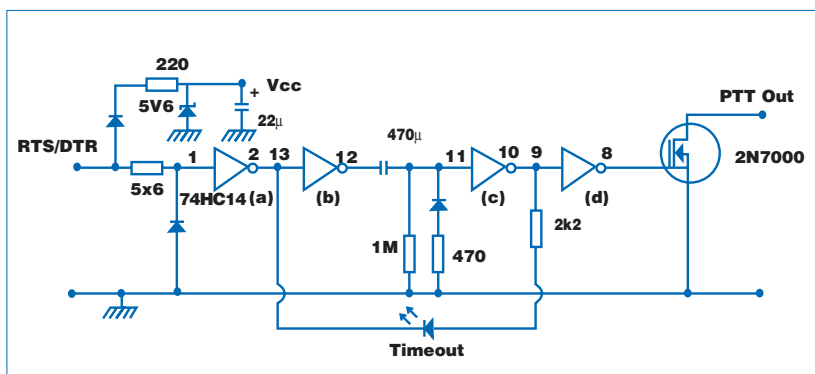 220
+ Vcc
5V6
22µ
PTT Out
470µ
RTS/DTR
1 2 13 12 11 10 9 8
2N7000
5x6
74HC14 (a) (b) (c) (d)
2k2
1M
470
Timeout